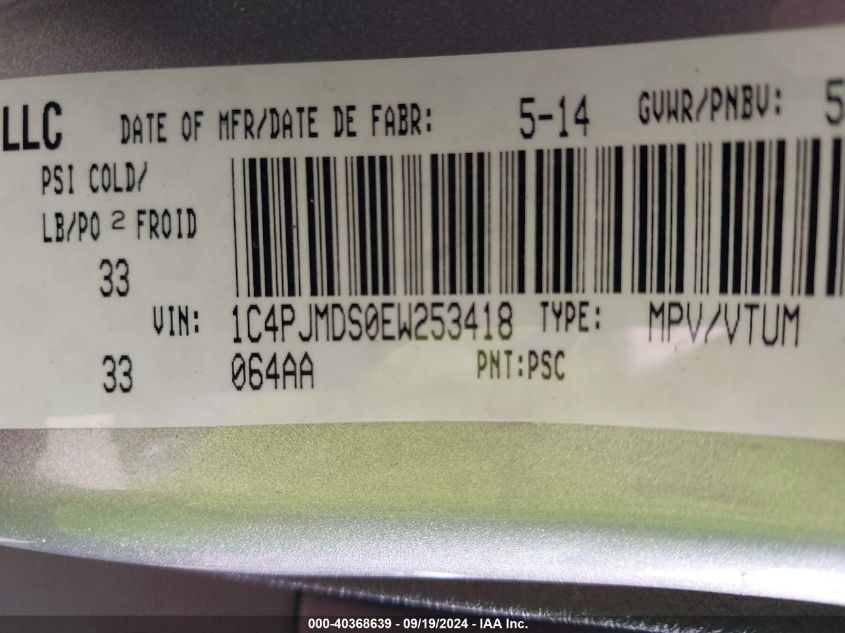 LLC DATE OF MFR/DATE DE FABR: 5-14 GVWR/PNBV: 5
PSI COLD/
LB/PO 2 FROID
33
VIN: 1C4PJMDS0EW253418 TYPE: MPV/VTUM
33 064AA PNT:PSC
000-40368639 - 09/19/2024 - IAA Inc.